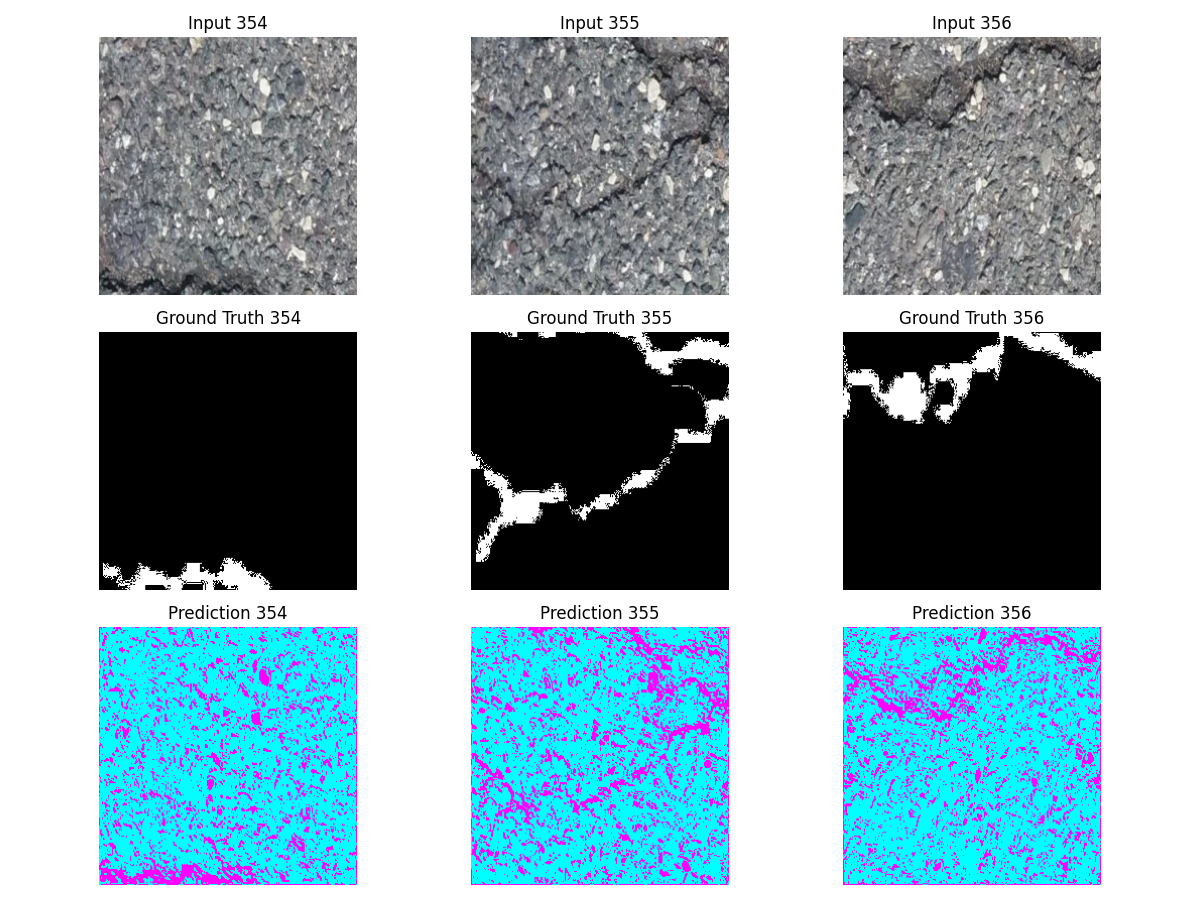 Input 354
Input 355
Input 356
Ground Truth 354
Ground Truth 355
Ground Truth 356
Prediction 354
Prediction 355
Prediction 356